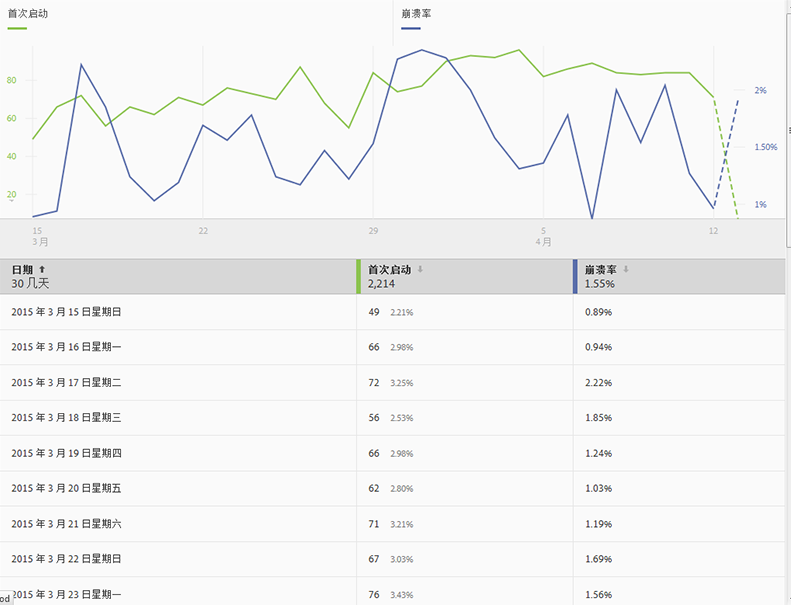 首次启动
崩溃率
80
60
40
20
2%
1.50%
1%
15
22
29
5
12
3 月
4 月
日期 ⬆
首次启动 ⬇
崩溃率 ⬇
30 几天
2,214
1.55%
2015 年 3 月 15 日星期日 49 2.21% 0.89%
2015 年 3 月 16 日星期一 66 2.98% 0.94%
2015 年 3 月 17 日星期二 72 3.25% 2.22%
2015 年 3 月 18 日星期三 56 2.53% 1.85%
2015 年 3 月 19 日星期四 66 2.98% 1.24%
2015 年 3 月 20 日星期五 62 2.80% 1.03%
2015 年 3 月 21 日星期六 71 3.21% 1.19%
2015 年 3 月 22 日星期日 67 3.03% 1.69%
2015 年 3 月 23 日星期一 76 3.43% 1.56%
od